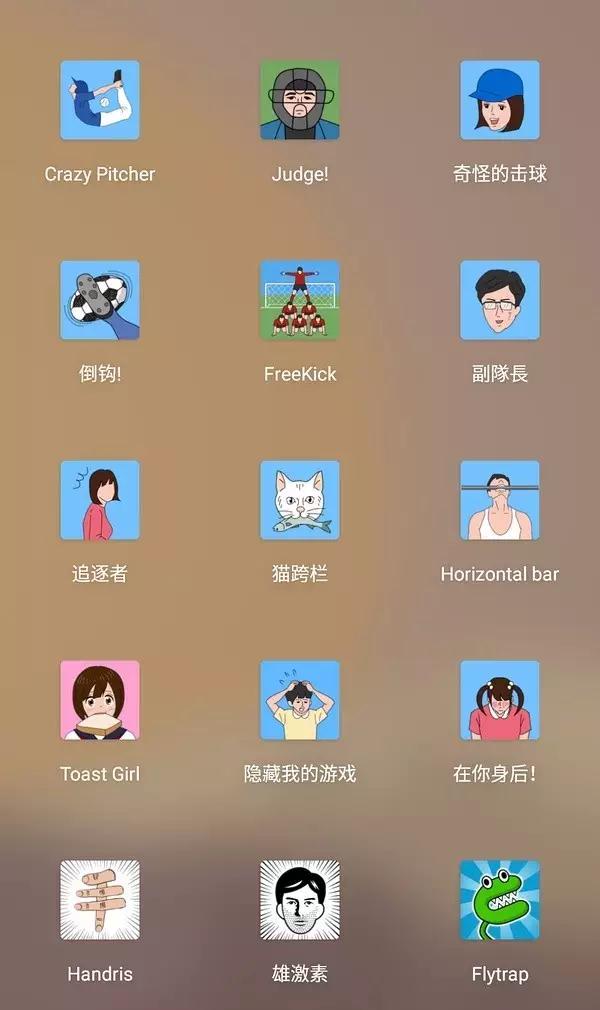 Crazy Pitcher
Judge!
奇怪的击球
倒钩!
FreeKick
副隊長
追逐者
猫跨栏
Horizontal bar
Toast Girl
隐藏我的游戏
在你身后!
Handris
雄激素
Flytrap